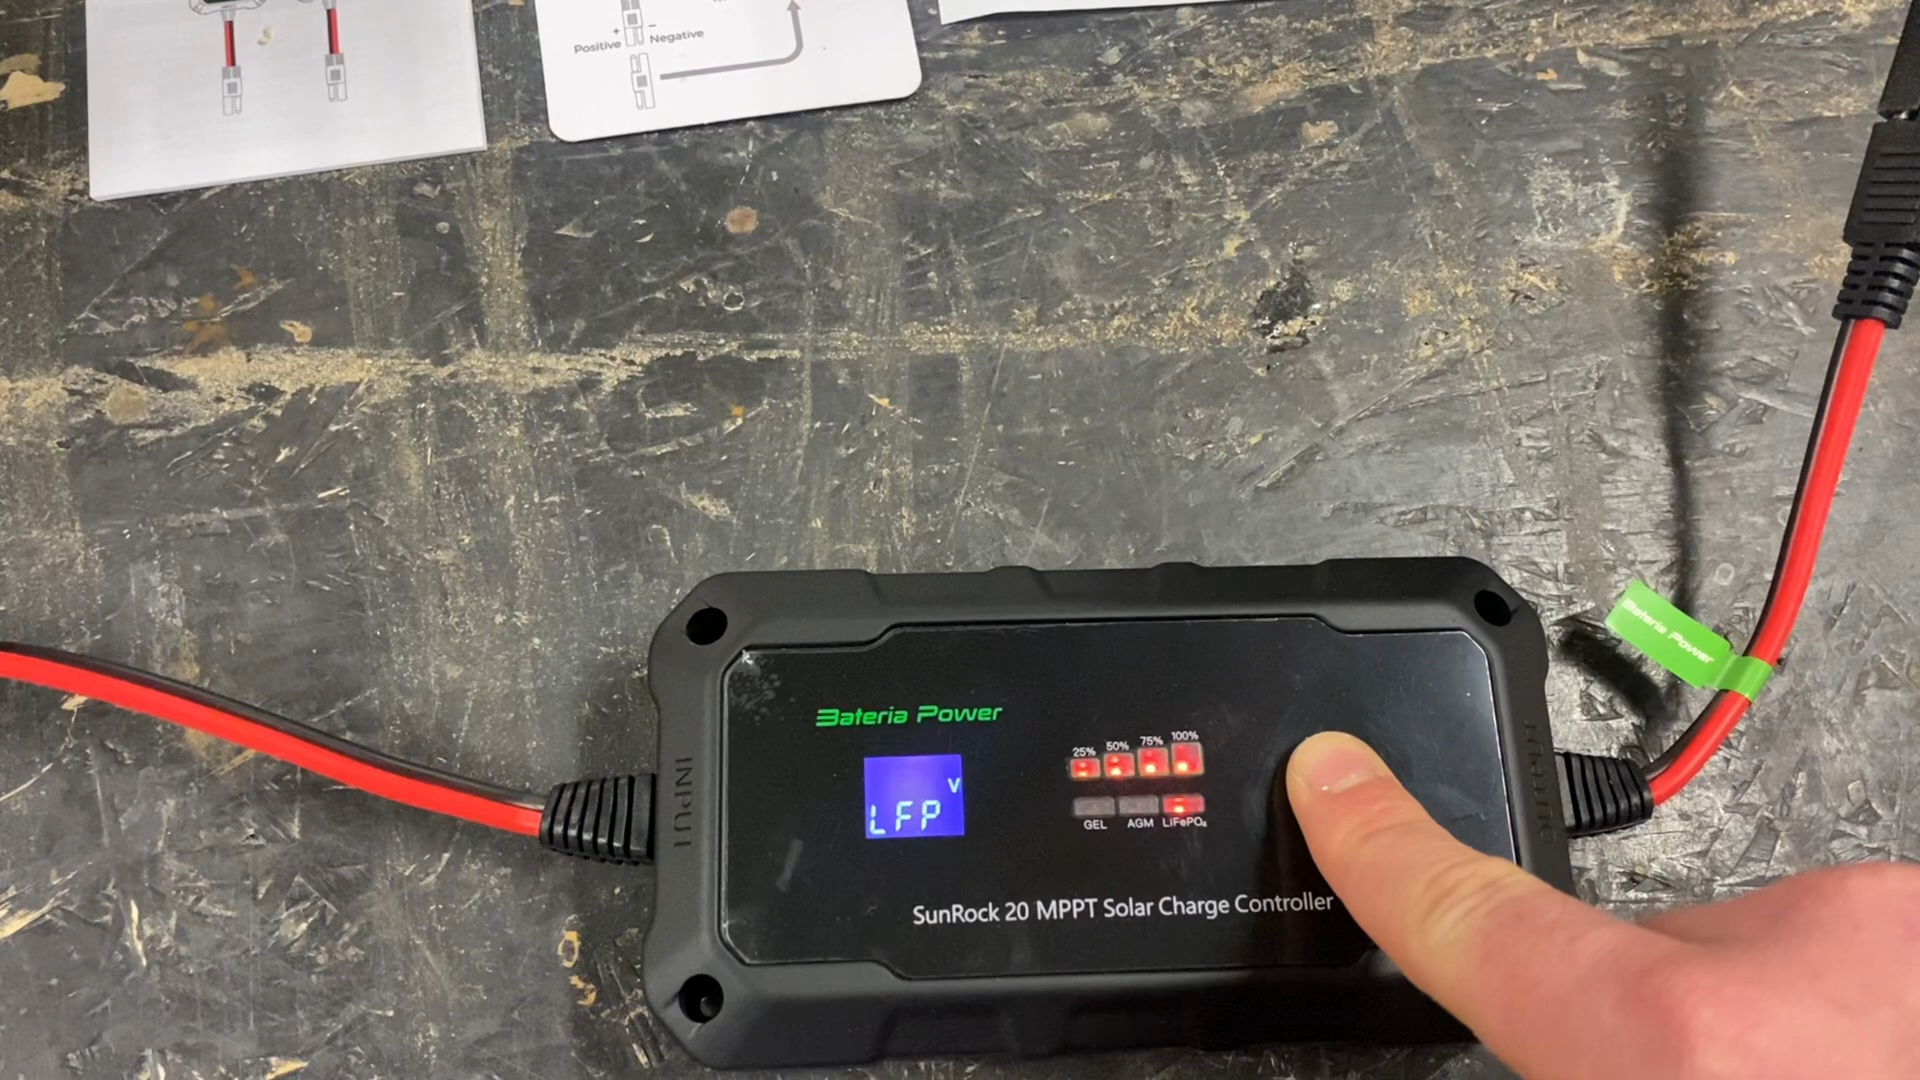 +
Positive
−
Negative
Bateria Power
Bateria Power
V
LFP
25% 50% 75% 100%
GEL AGM LiFePO₄
INPUT
SunRock 20 MPPT Solar Charge Controller